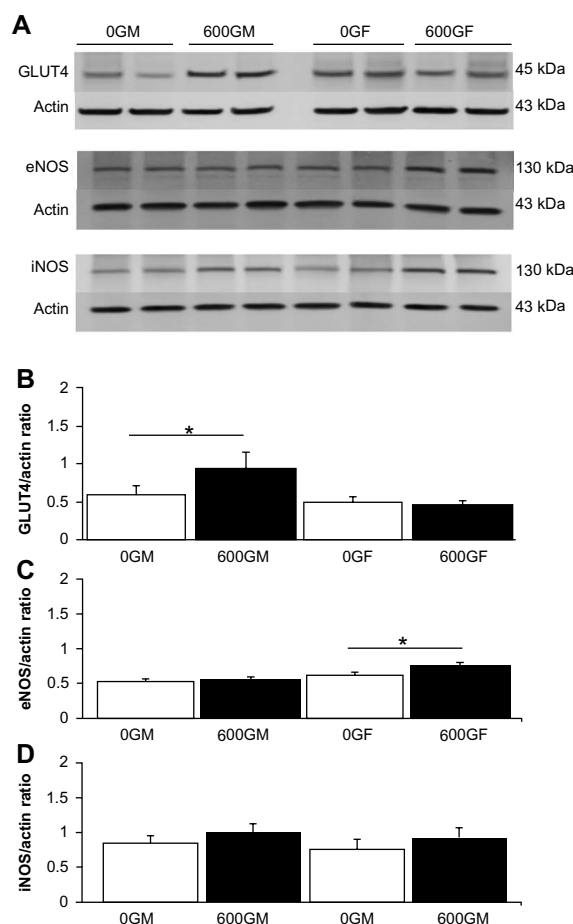 A
0GM 600GM 0GF 600GF
GLUT4 45 kDa
Actin 43 kDa
eNOS 130 kDa
Actin 43 kDa
iNOS 130 kDa
Actin 43 kDa
B
GLUT4/actin ratio
2
1.5
1
0.5
0
*
0GM 600GM 0GF 600GF
C
eNOS/actin ratio
2
1.5
1
0.5
0
*
0GM 600GM 0GF 600GF
D
iNOS/actin ratio
2
1.5
1
0.5
0
0GM 600GM 0GM 600GM